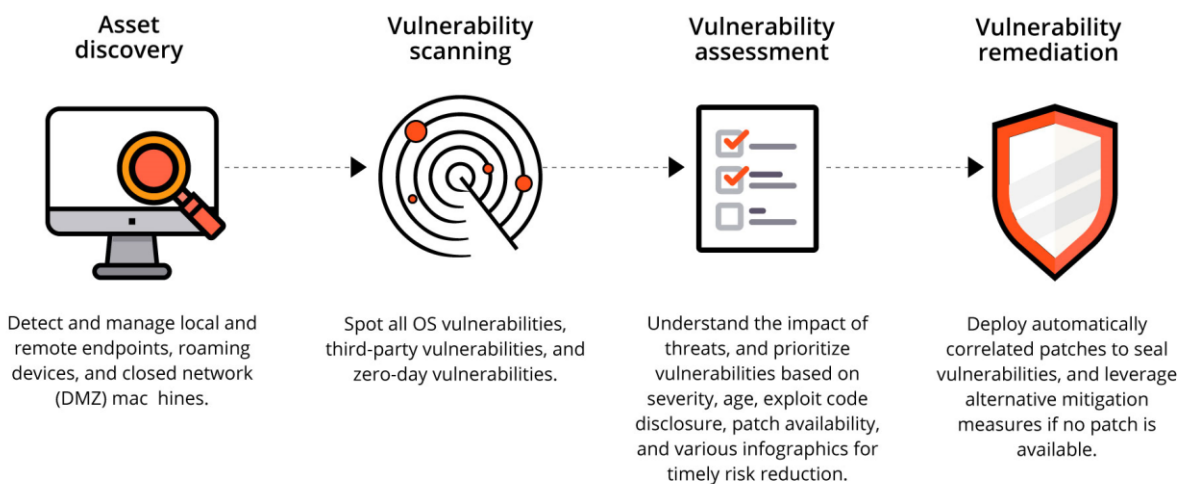 Asset
discovery
Vulnerability
scanning
Vulnerability
assessment
Vulnerability
remediation
Detect and manage local and
remote endpoints, roaming
devices, and closed network
(DMZ) mac  hines.
Spot all OS vulnerabilities,
third-party vulnerabilities, and
zero-day vulnerabilities.
Understand the impact of
threats, and prioritize
vulnerabilities based on
severity, age, exploit code
disclosure, patch availability,
and various infographics for
timely risk reduction.
Deploy automatically
correlated patches to seal
vulnerabilities, and leverage
alternative mitigation
measures if no patch is
available.